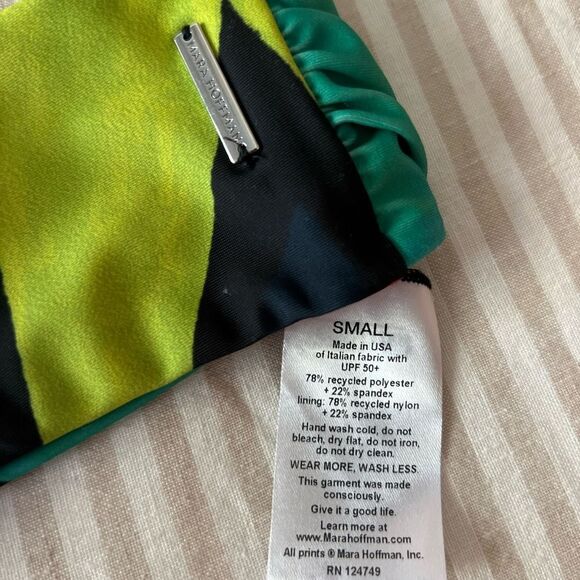 MARA HOFFMAN
SMALL
Made in USA
of Italian fabric with
UPF 50+
78% recycled polyester
+ 22% spandex
lining: 78% recycled nylon
+ 22% spandex
Hand wash cold, do not
bleach, dry flat, do not iron,
do not dry clean.
WEAR MORE, WASH LESS.
This garment was made
consciously.
Give it a good life.
Learn more at
www.Marahoffman.com
All prints ® Mara Hoffman, Inc.
RN 124749